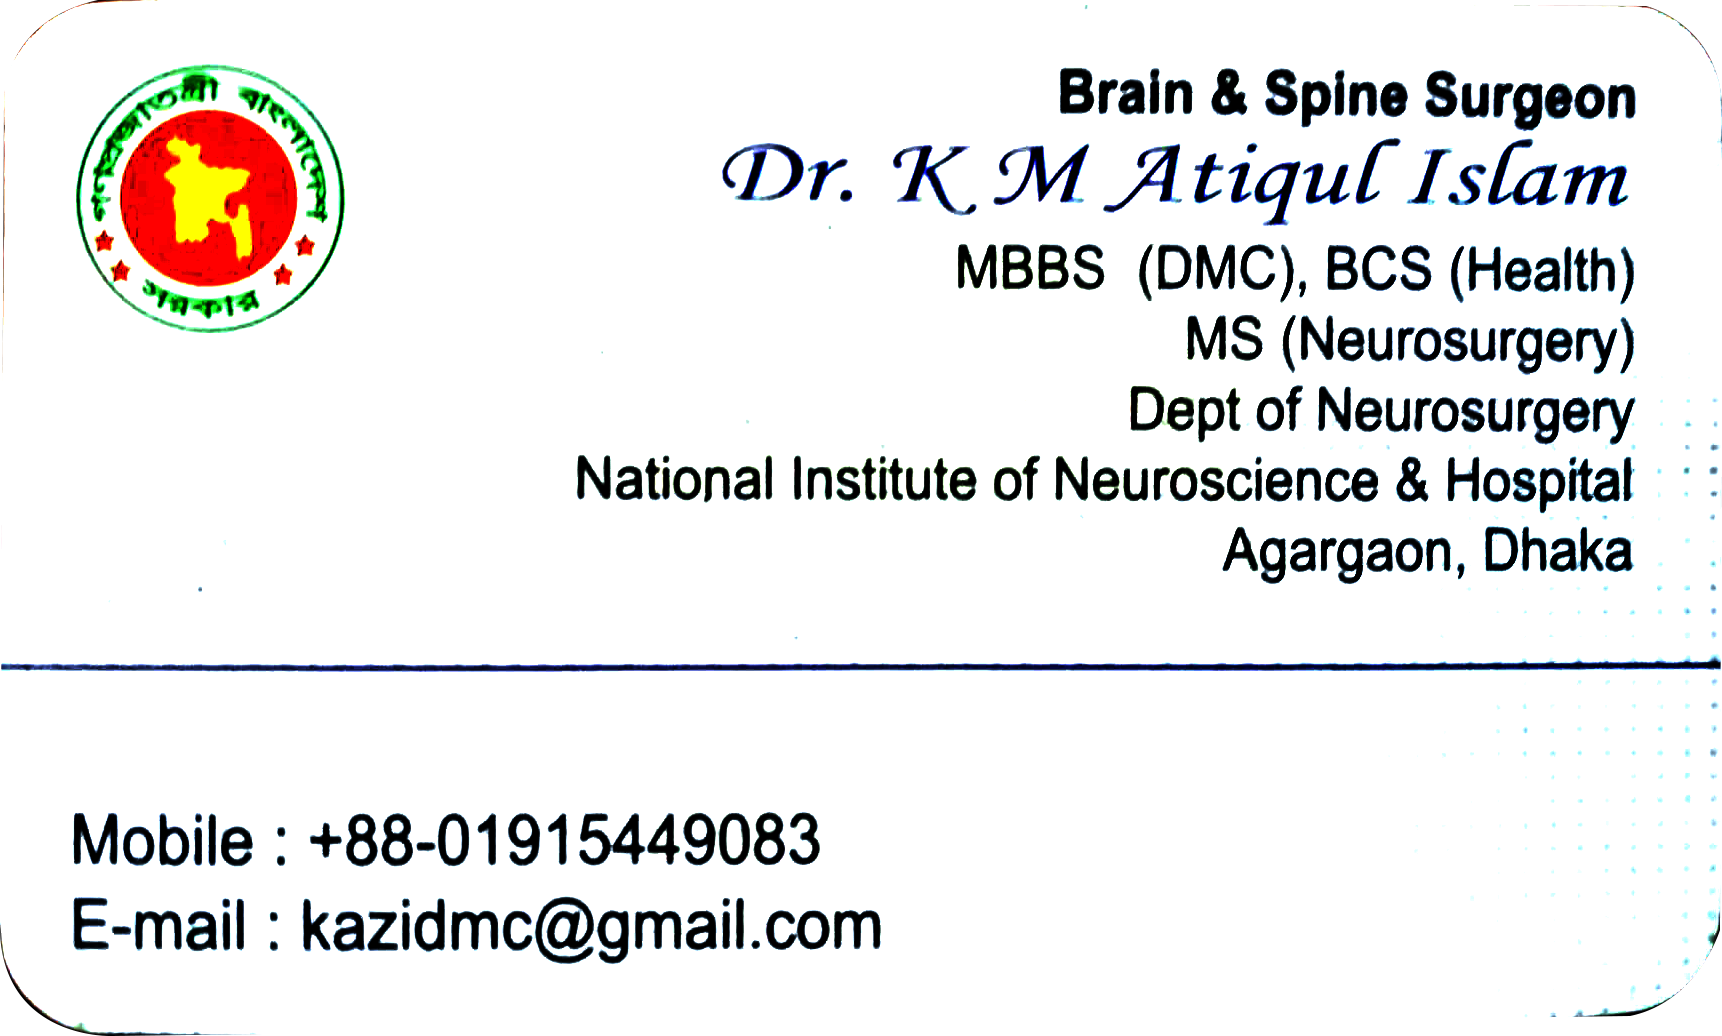 গণপ্রজাতন্ত্রী বাংলাদেশ
সরকার
Brain & Spine Surgeon
Dr. K M Atiqul Islam
MBBS (DMC), BCS (Health)
MS (Neurosurgery)
Dept of Neurosurgery
National Institute of Neuroscience & Hospital
Agargaon, Dhaka
Mobile : +88-01915449083
E-mail : kazidmc@gmail.com